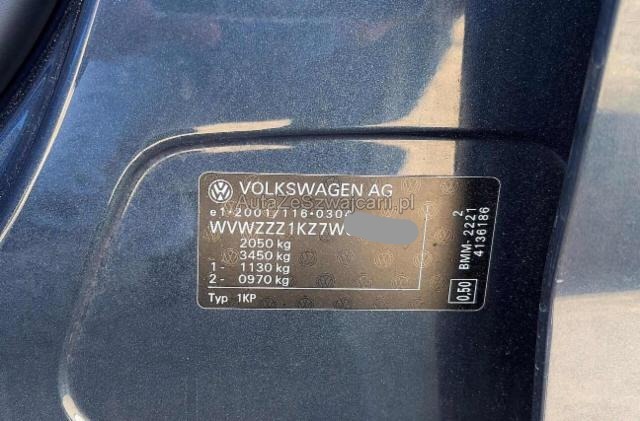 VOLKSWAGEN AG
AutaZeSzwajcarii.pl
e1*2001/116*0304
WVWZZZ1KZ7W
2050 kg
3450 kg
1 - 1130 kg
2 - 0970 kg
Typ 1KP
0,50
BMM-2221 2
4136186